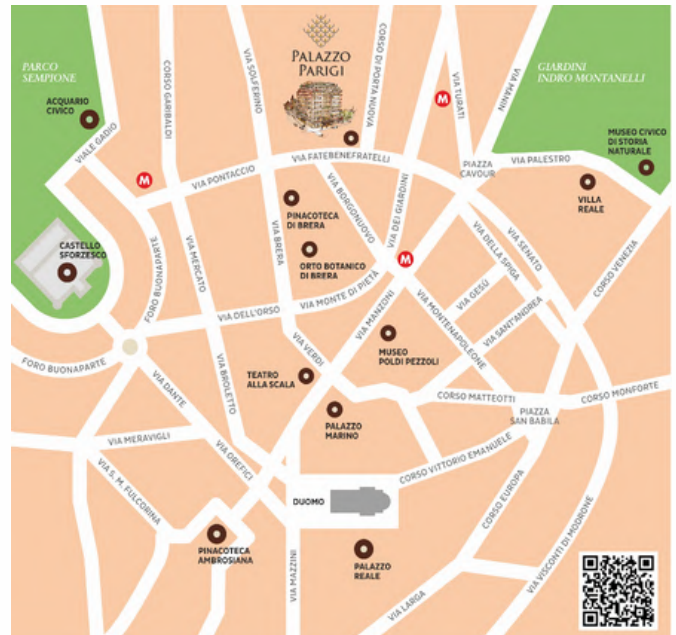 PALAZZO
PARIGI
PARCO
SEMPIONE
GIARDINI
INDRO MONTANELLI
ACQUARIO
CIVICO
VIALE GADIO
CORSO GARIBALDI
VIA SOLFERINO
CORSO DI PORTA NUOVA
VIA TURATI
VIA MANIN
M
M
MUSEO CIVICO
DI STORIA
NATURALE
VIA FATEBENEFRATELLI
PIAZZA
CAVOUR
VIA PALESTRO
VIA PONTACCIO
VILLA
REALE
PINACOTECA
DI BRERA
VIA BORGONUOVO
VIA DEI GIARDINI
VIA DELLA SPIGA
VIA SENATO
CORSO VENEZIA
CASTELLO
SFORZESCO
FORO BUONAPARTE
VIA MERCATO
VIA BRERA
ORTO BOTANICO
DI BRERA
M
VIA GESÙ
VIA SANT'ANDREA
VIA DELL'ORSO
VIA MONTE DI PIETÀ
VIA MANZONI
VIA MONTENAPOLEONE
FORO BUONAPARTE
VIA DANTE
VIA BROLETTO
VIA VERDI
MUSEO
POLDI PEZZOLI
TEATRO
ALLA SCALA
PALAZZO
MARINO
CORSO MATTEOTTI
PIAZZA
SAN BABILA
CORSO MONFORTE
VIA MERAVIGLI
VIA OREFICI
CORSO VITTORIO EMANUELE
VIA S. M. FULCORINA
DUOMO
CORSO EUROPA
VIA VISCONTI DI MODRONE
PINACOTECA
AMBROSIANA
VIA MAZZINI
PALAZZO
REALE
VIA LARGA